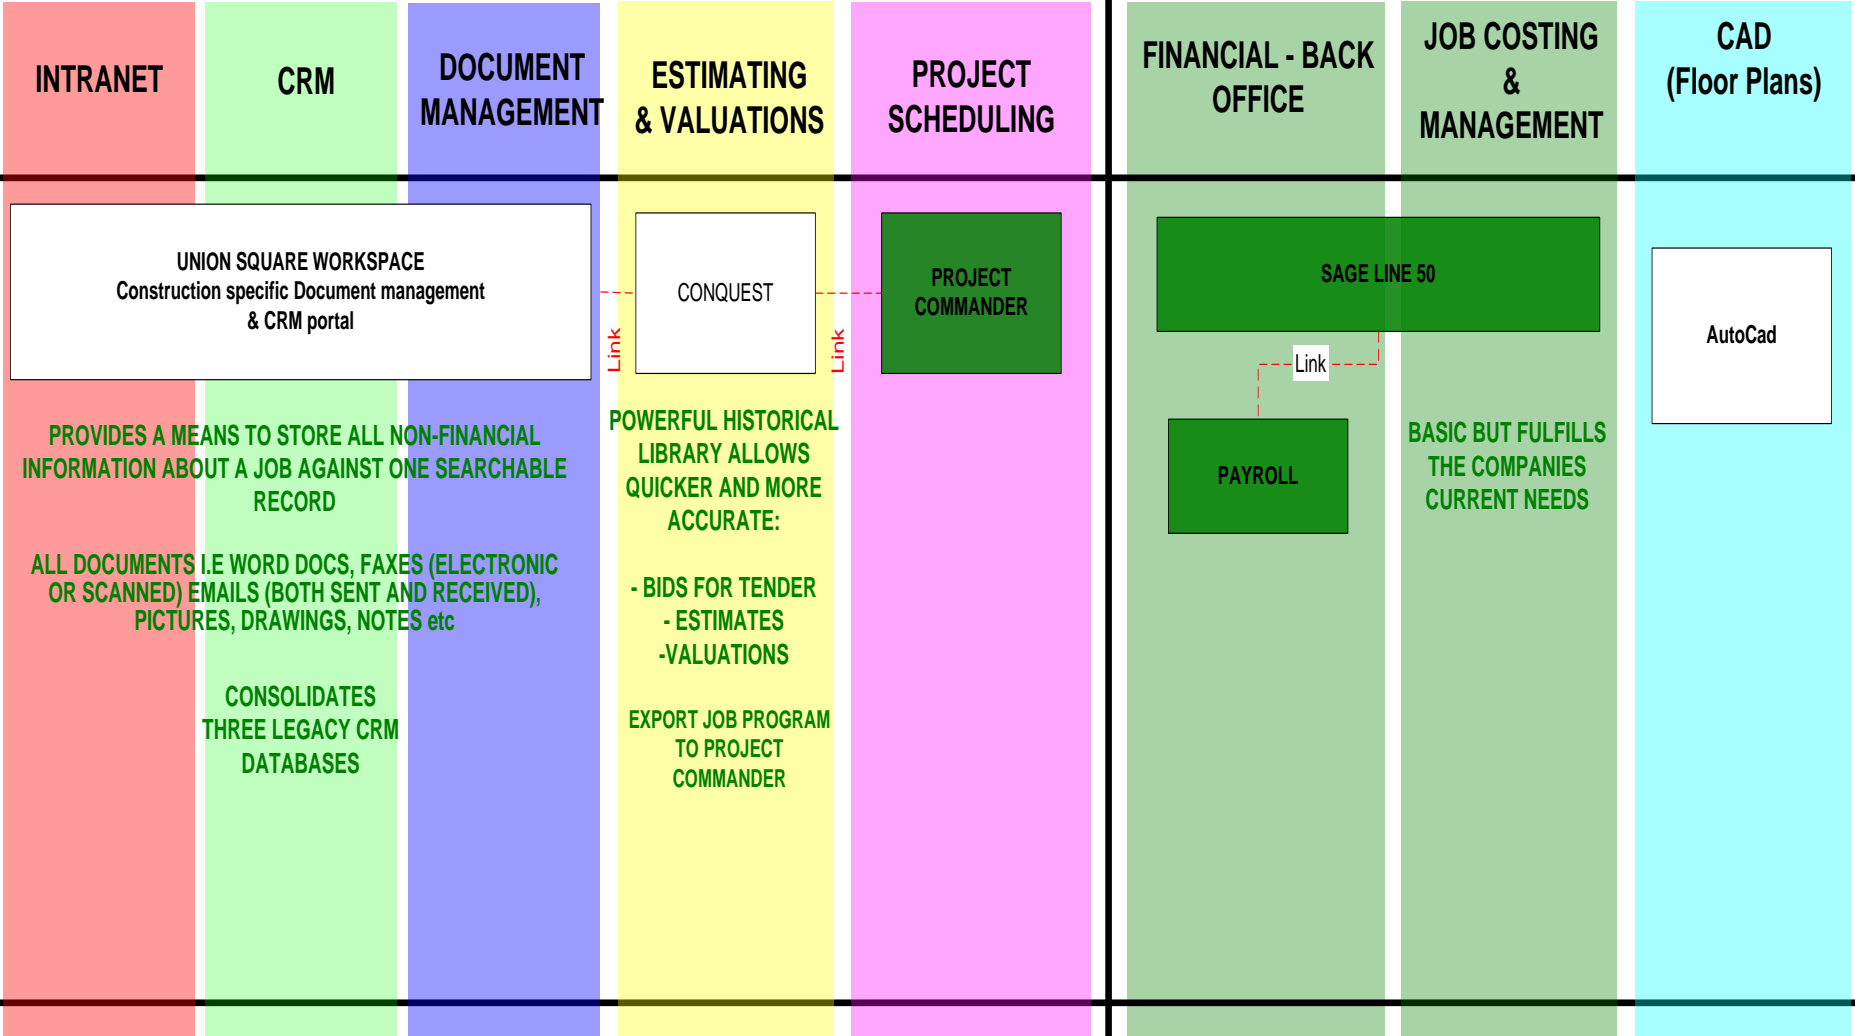 INTRANET
CRM
DOCUMENT
MANAGEMENT
ESTIMATING
& VALUATIONS
PROJECT
SCHEDULING
FINANCIAL - BACK
OFFICE
JOB COSTING
&
MANAGEMENT
CAD
(Floor Plans)
UNION SQUARE WORKSPACE
Construction specific Document management
& CRM portal
Link
CONQUEST
Link
PROJECT
COMMANDER
SAGE LINE 50
Link
PAYROLL
AutoCad
PROVIDES A MEANS TO STORE ALL NON-FINANCIAL
INFORMATION ABOUT A JOB AGAINST ONE SEARCHABLE
RECORD
ALL DOCUMENTS I.E WORD DOCS, FAXES (ELECTRONIC
OR SCANNED) EMAILS (BOTH SENT AND RECEIVED),
PICTURES, DRAWINGS, NOTES etc
CONSOLIDATES
THREE LEGACY CRM
DATABASES
POWERFUL HISTORICAL
LIBRARY ALLOWS
QUICKER AND MORE
ACCURATE:
- BIDS FOR TENDER
- ESTIMATES
-VALUATIONS
EXPORT JOB PROGRAM
TO PROJECT
COMMANDER
BASIC BUT FULFILLS
THE COMPANIES
CURRENT NEEDS